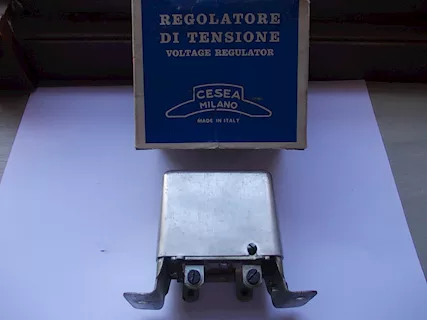 REGOLATORE
DI TENSIONE
VOLTAGE REGULATOR
CESEA
MILANO
MADE IN ITALY